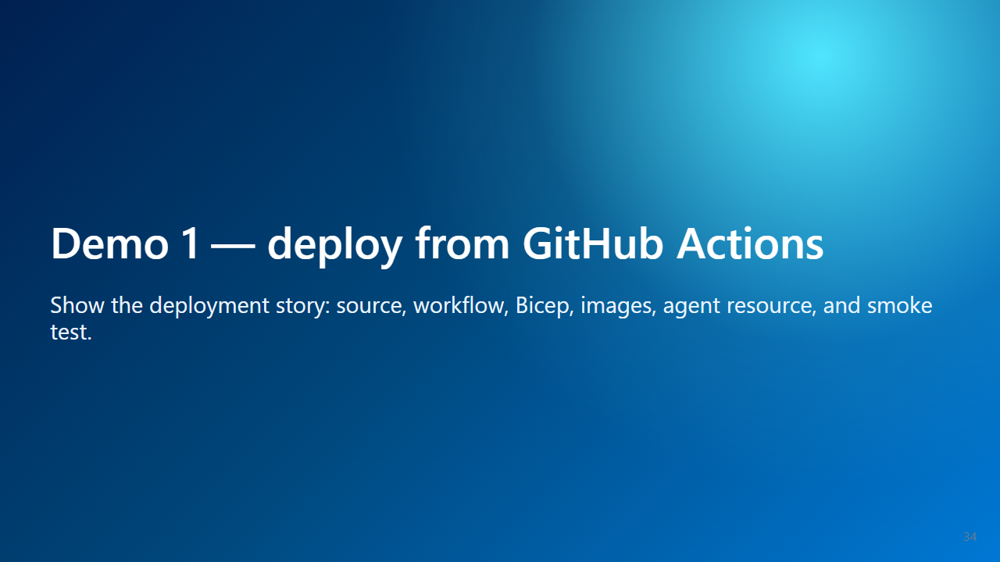 Demo 1 — deploy from GitHub Actions
Show the deployment story: source, workflow, Bicep, images, agent resource, and smoke
test.
34